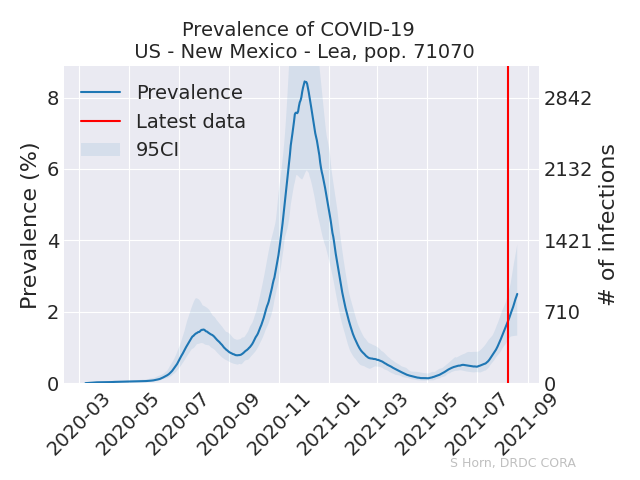 Prevalence of COVID-19
US - New Mexico - Lea, pop. 71070
Prevalence
Latest data
95CI
Prevalence (%)
8
6
4
2
0
2842
2132
1421
710
0
# of infections
2020-03
2020-05
2020-07
2020-09
2020-11
2021-01
2021-03
2021-05
2021-07
2021-09
S Horn, DRDC CORA